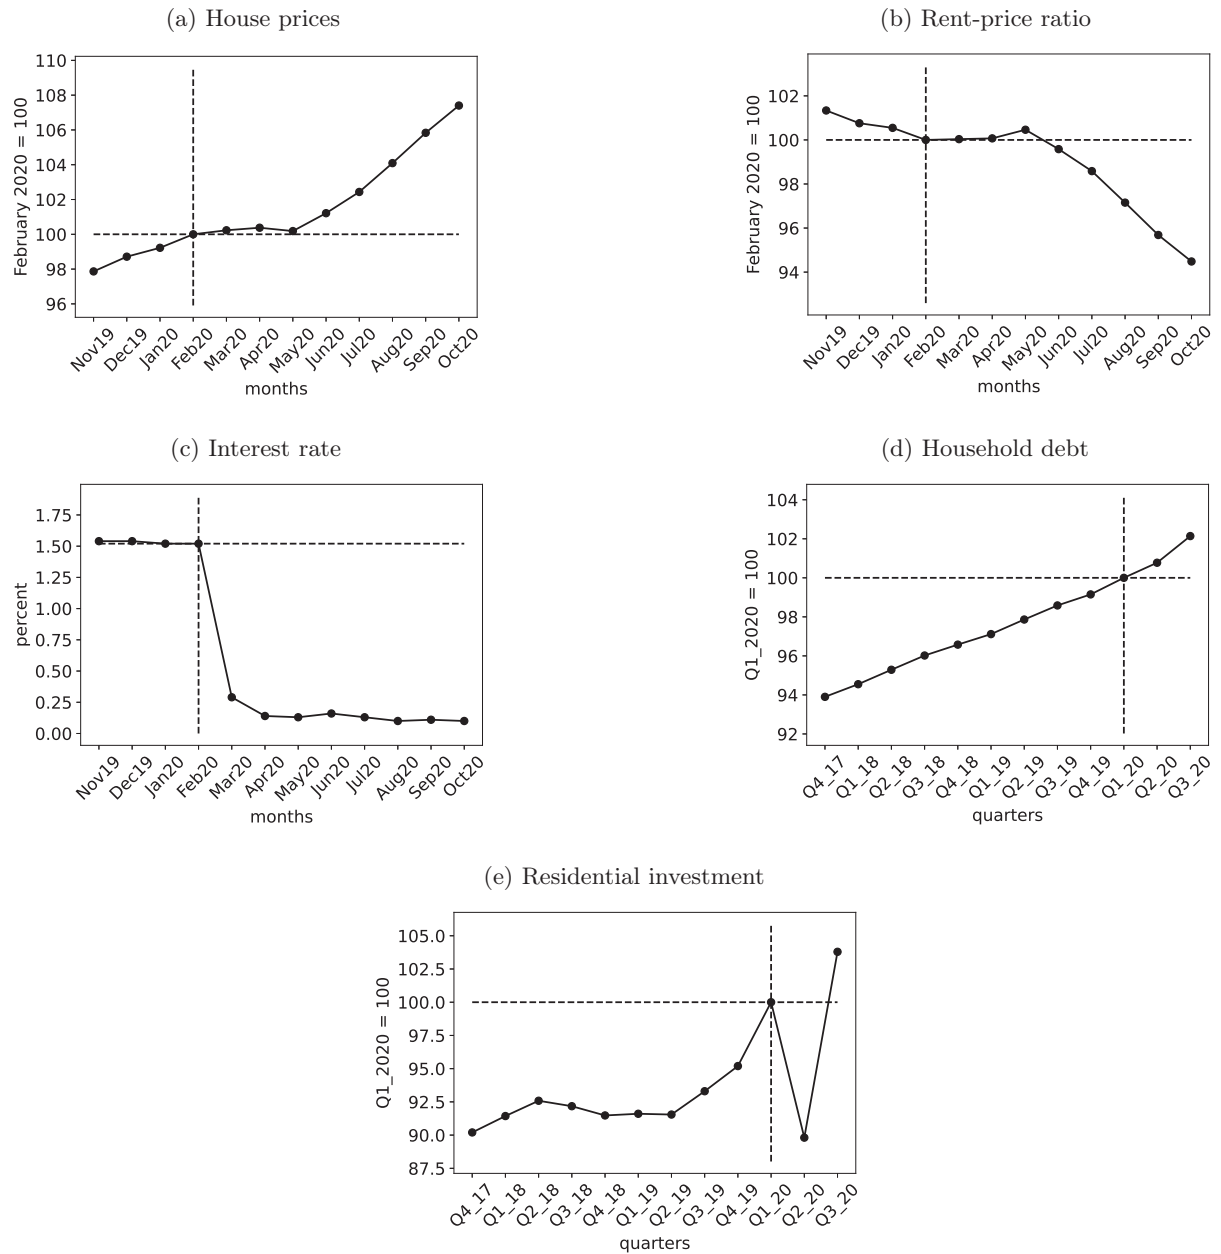 (a) House prices
February 2020 = 100
110
108
106
104
102
100
98
96
Nov19 Dec19 Jan20 Feb20 Mar20 Apr20 May20 Jun20 Jul20 Aug20 Sep20 Oct20
months
(b) Rent-price ratio
February 2020 = 100
102
100
98
96
94
Nov19 Dec19 Jan20 Feb20 Mar20 Apr20 May20 Jun20 Jul20 Aug20 Sep20 Oct20
months
(c) Interest rate
percent
1.75
1.50
1.25
1.00
0.75
0.50
0.25
0.00
Nov19 Dec19 Jan20 Feb20 Mar20 Apr20 May20 Jun20 Jul20 Aug20 Sep20 Oct20
months
(d) Household debt
Q1_2020 = 100
104
102
100
98
96
94
92
Q4_17 Q1_18 Q2_18 Q3_18 Q4_18 Q1_19 Q2_19 Q3_19 Q4_19 Q1_20 Q2_20 Q3_20
quarters
(e) Residential investment
Q1_2020 = 100
105.0
102.5
100.0
97.5
95.0
92.5
90.0
87.5
Q4_17 Q1_18 Q2_18 Q3_18 Q4_18 Q1_19 Q2_19 Q3_19 Q4_19 Q1_20 Q2_20 Q3_20
quarters